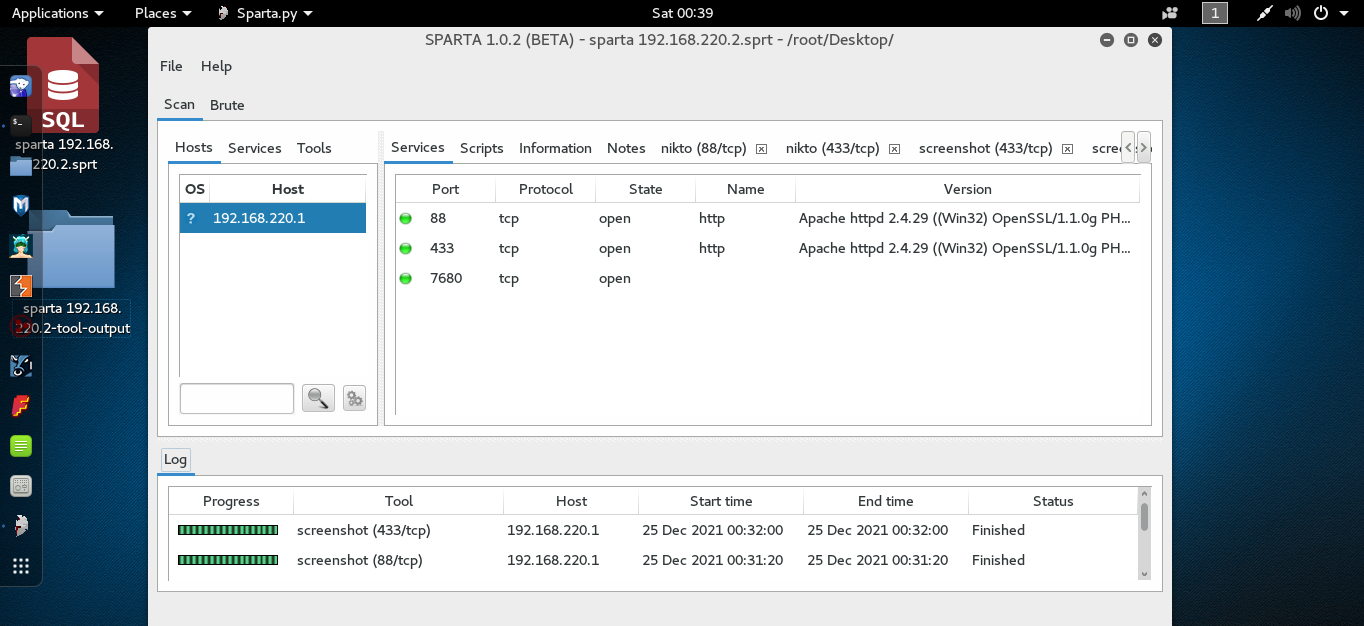 Applications Places Sparta.py Sat 00:39 1
SPARTA 1.0.2 (BETA) - sparta 192.168.220.2.sprt - /root/Desktop/
File Help
Scan Brute
SQL
sparta 192.168.
220.2.sprt
sparta 192.168.
220.2-tool-output
Hosts Services Tools
OS Host
? 192.168.220.1
Services Scripts Information Notes nikto (88/tcp) nikto (433/tcp) screenshot (433/tcp)
Port Protocol State Name Version
88 tcp open http Apache httpd 2.4.29 ((Win32) OpenSSL/1.1.0g PH...
433 tcp open http Apache httpd 2.4.29 ((Win32) OpenSSL/1.1.0g PH...
7680 tcp open
Log
Progress Tool Host Start time End time Status
screenshot (433/tcp) 192.168.220.1 25 Dec 2021 00:32:00 25 Dec 2021 00:32:00 Finished
screenshot (88/tcp) 192.168.220.1 25 Dec 2021 00:31:20 25 Dec 2021 00:31:20 Finished